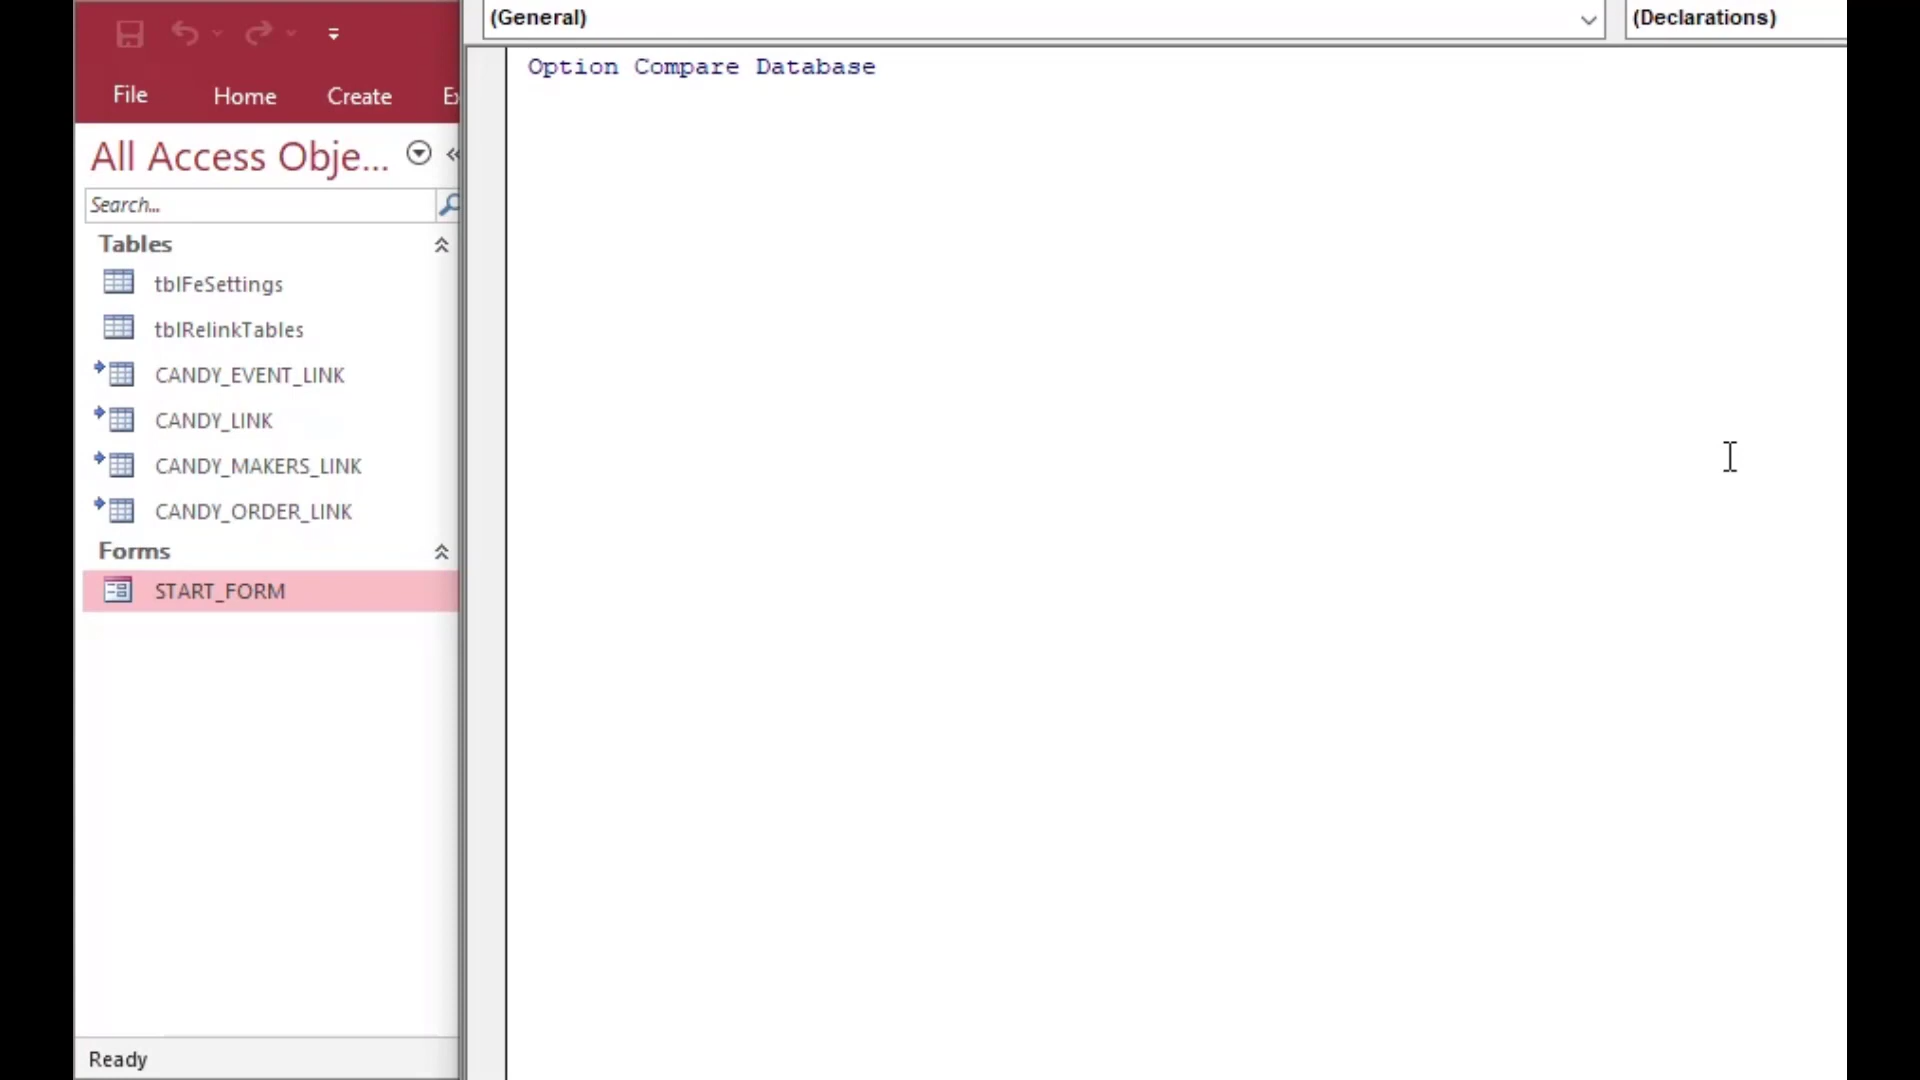 (General)
(Declarations)
File
Home
Create
All Access Obje...
Search...
Tables
tblFeSettings
tblRelinkTables
CANDY_EVENT_LINK
CANDY_LINK
CANDY_MAKERS_LINK
CANDY_ORDER_LINK
Forms
START_FORM
Ready
Option Compare Database